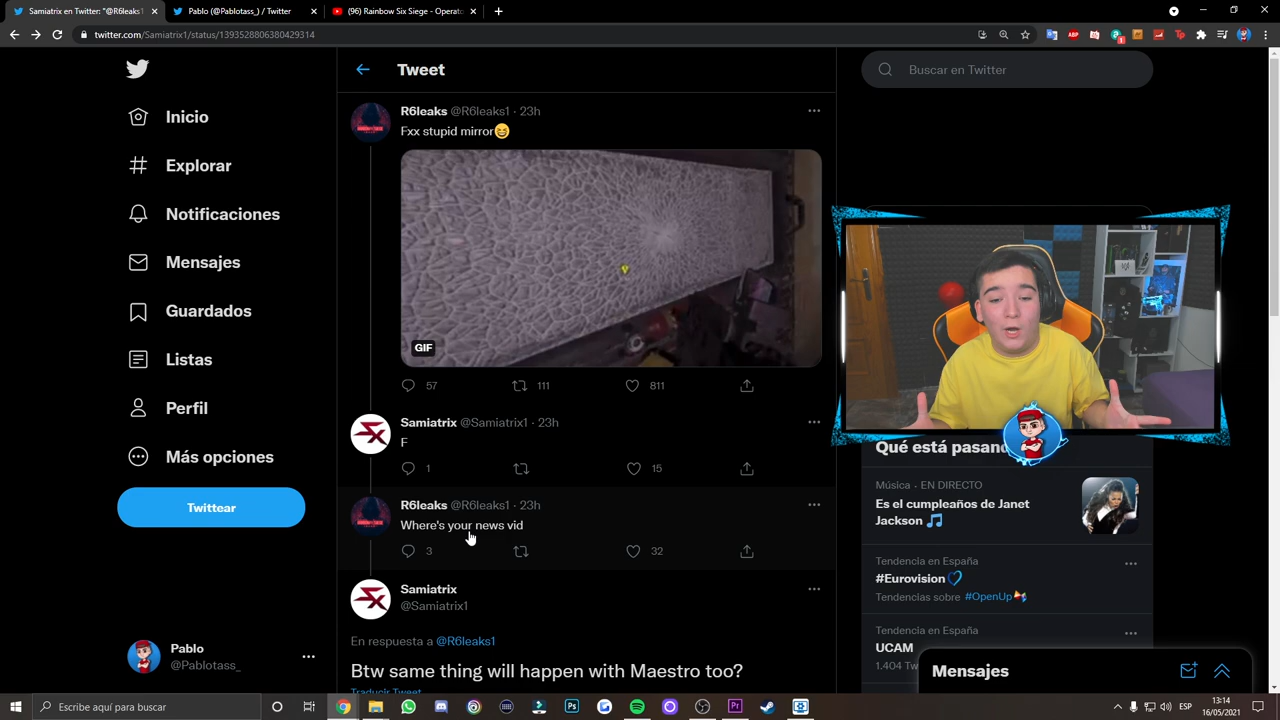 Samiatrix en Twitter: "@R6leaks1
Pablo (@Pablotass_) / Twitter
(96) Rainbow Six Siege - Operato
twitter.com/Samiatrix1/status/1393528806380429314
Tweet
Buscar en Twitter
Inicio
Explorar
Notificaciones
Mensajes
Guardados
Listas
Perfil
Más opciones
Twittear
Pablo
@Pablotass_
R6leaks @R6leaks1 · 23h
Fxx stupid mirror😆
GIF
57 111 811
Samiatrix @Samiatrix1 · 23h
F
1 15
R6leaks @R6leaks1 · 23h
Where's your news vid
3 32
Samiatrix
@Samiatrix1
En respuesta a @R6leaks1
Btw same thing will happen with Maestro too?
Traducir Tweet
Qué está pasand
Música · EN DIRECTO
Es el cumpleaños de Janet
Jackson 🎵
Tendencia en España
#Eurovision
Tendencias sobre #OpenUp
Tendencia en España
UCAM
1.404 Tw
Mensajes
Escribe aquí para buscar
ESP
13:14
16/05/2021